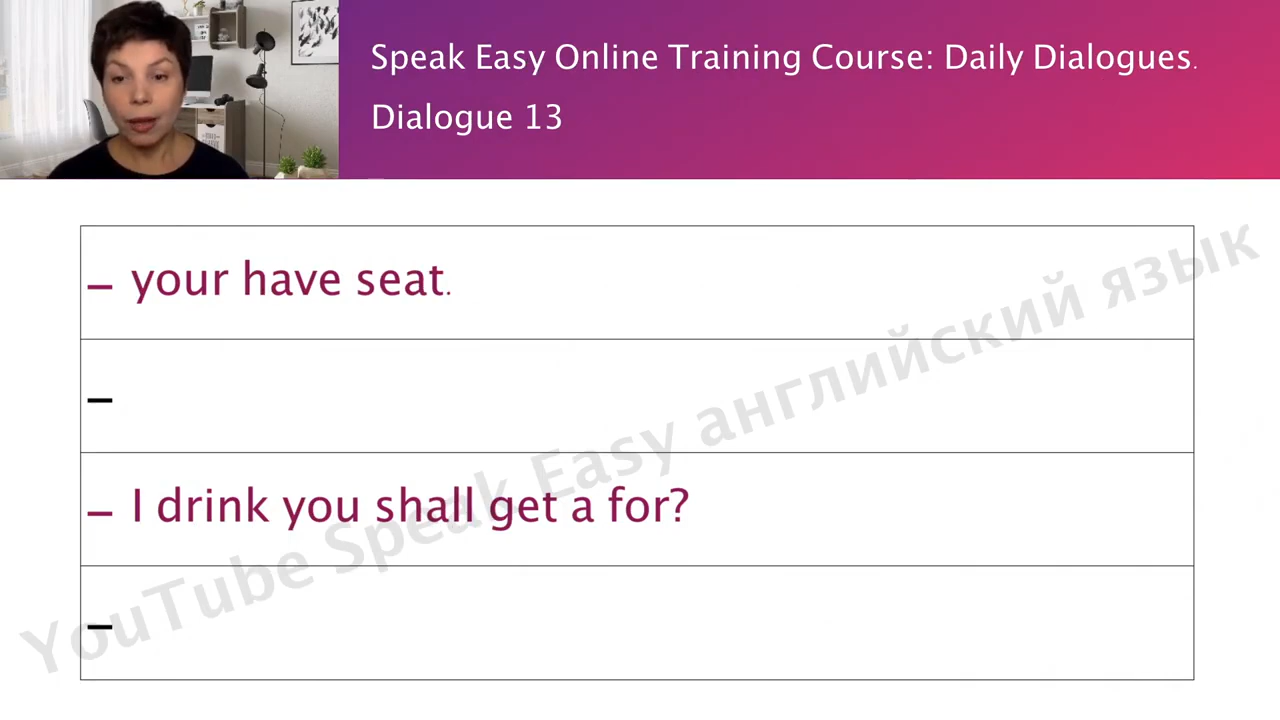 Speak Easy Online Training Course: Daily Dialogues.
Dialogue 13
– your have seat.
–
– I drink you shall get a for?
–
YouTube Speak Easy английский язык